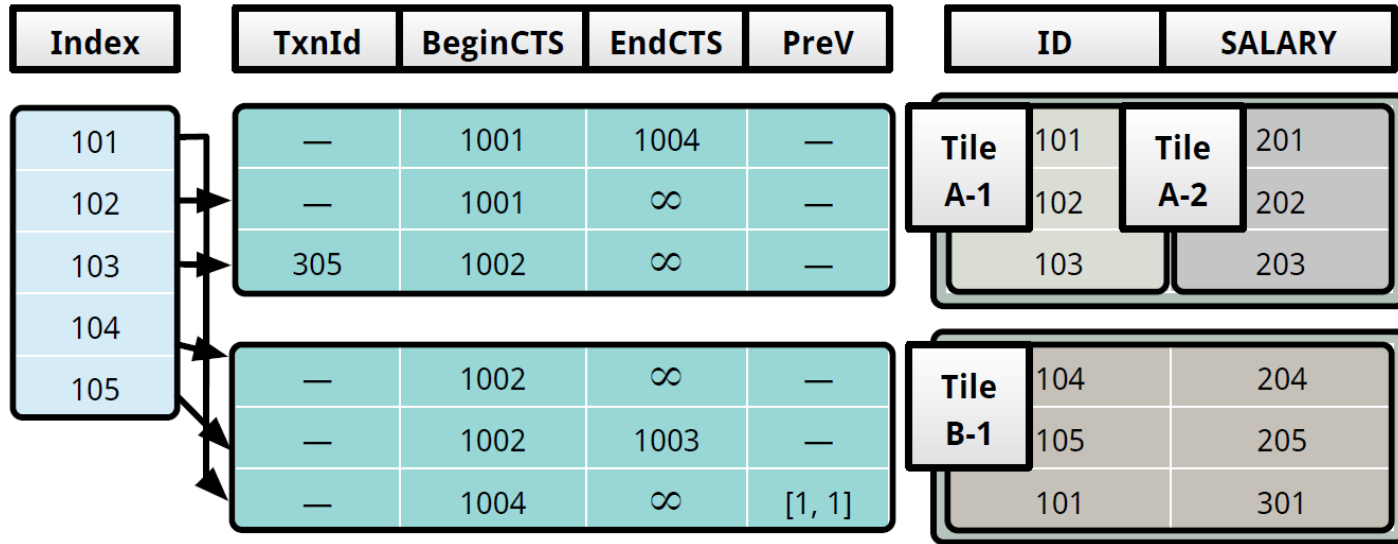 Index TxnId BeginCTS EndCTS PreV ID SALARY
101 — 1001 1004 — Tile A-1 101 Tile A-2 201
102 — 1001 ∞ — 102 202
103 305 1002 ∞ — 103 203
104 — 1002 ∞ — Tile B-1 104 204
105 — 1002 1003 — 105 205
— 1004 ∞ [1, 1] 101 301